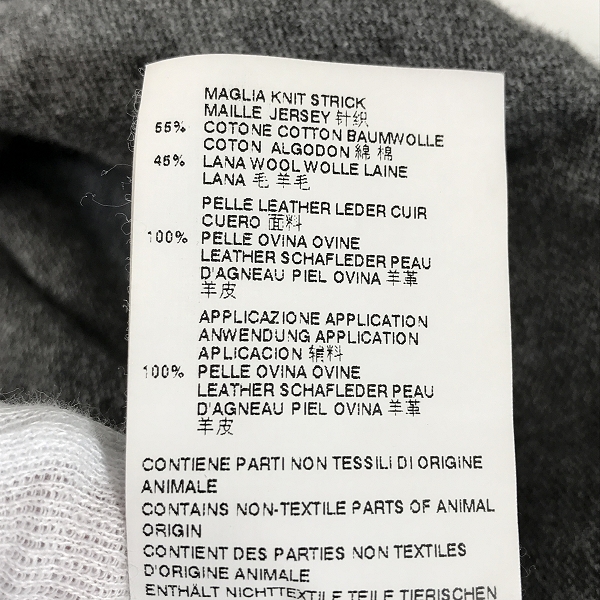 MAGLIA KNIT STRICK
MAILLE JERSEY 针织
55% COTONE COTTON BAUMWOLLE
COTON ALGODON 綿 棉
45% LANA WOOL WOLLE LAINE
LANA 毛 羊毛
PELLE LEATHER LEDER CUIR
CUERO 面料
100% PELLE OVINA OVINE
LEATHER SCHAFLEDER PEAU
D'AGNEAU PIEL OVINA 羊革
羊皮
APPLICAZIONE APPLICATION
ANWENDUNG APPLICATION
APLICACION 辅料
100% PELLE OVINA OVINE
LEATHER SCHAFLEDER PEAU
D'AGNEAU PIEL OVINA 羊革
羊皮
CONTIENE PARTI NON TESSILI DI ORIGINE
ANIMALE
CONTAINS NON-TEXTILE PARTS OF ANIMAL
ORIGIN
CONTIENT DES PARTIES NON TEXTILES
D'ORIGINE ANIMALE
ENTHÄLT NICHTTEXTILE TEILE TIERISCHEN